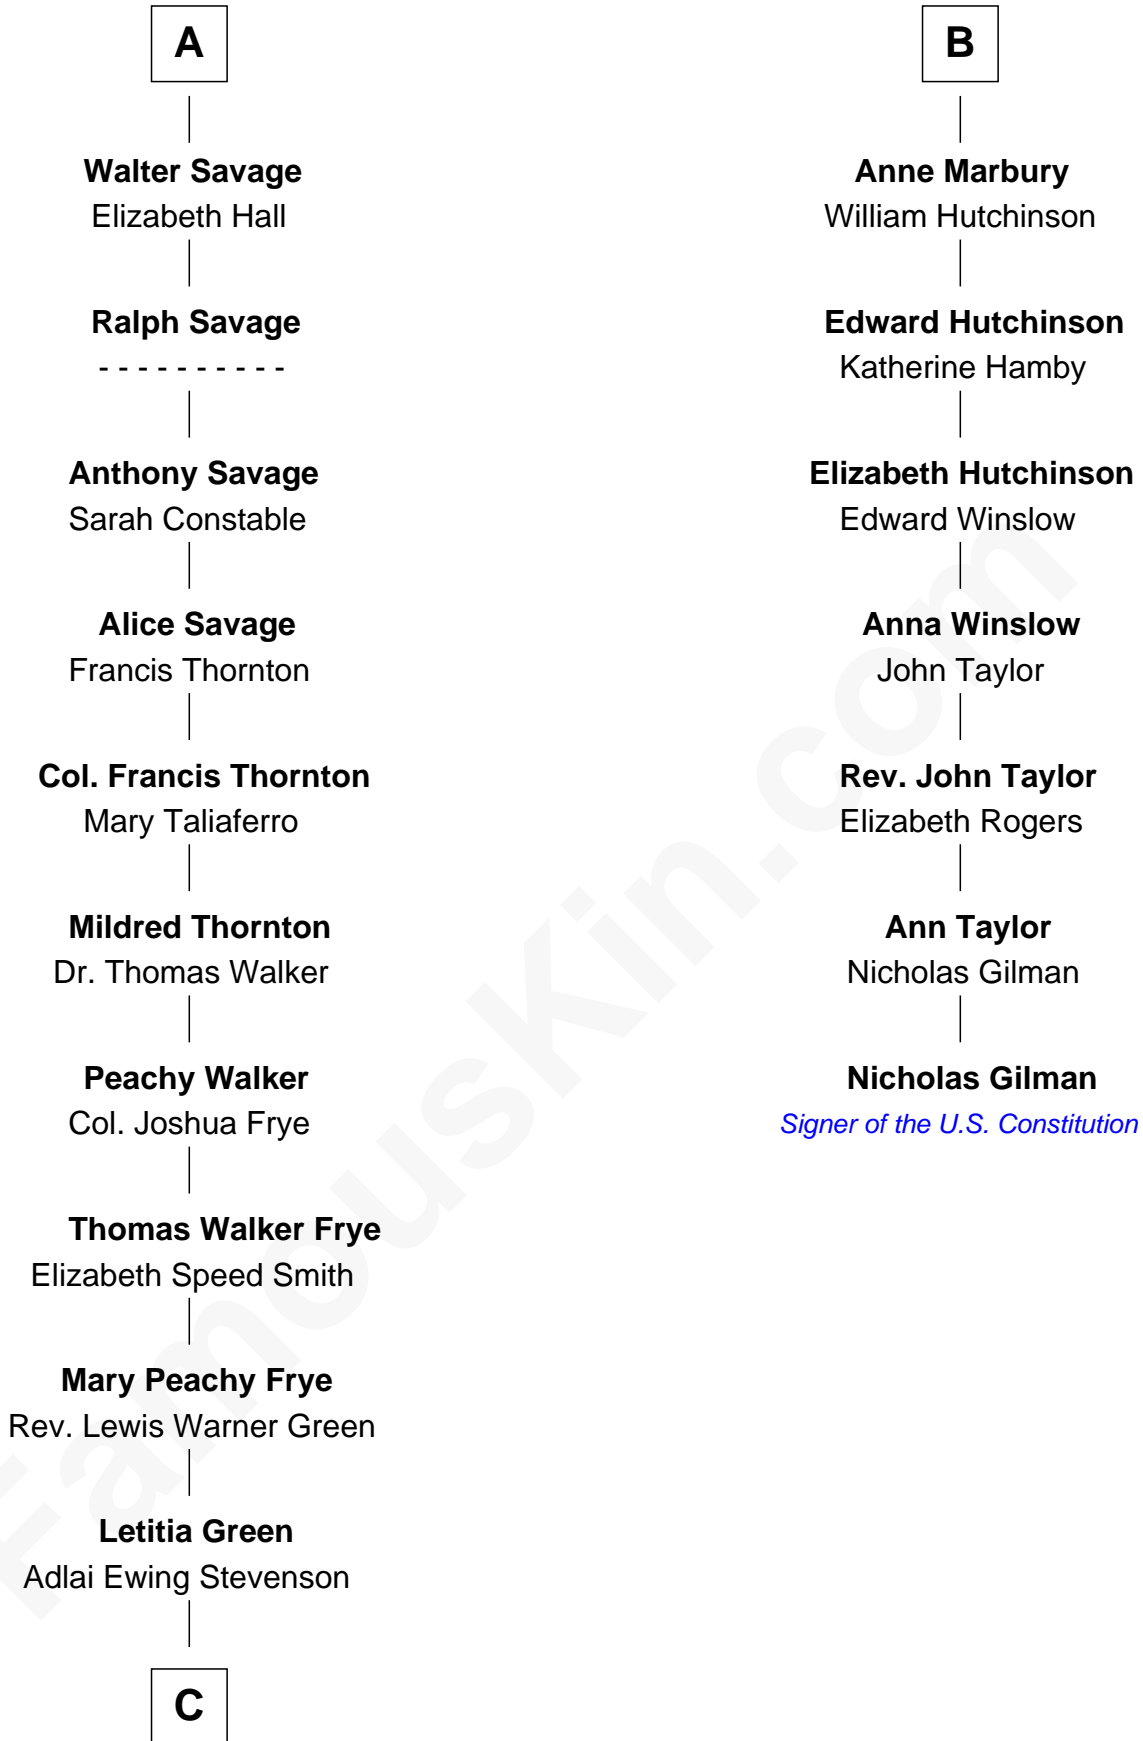 A
Walter Savage
Elizabeth Hall
Ralph Savage
- - - - - - - - - -
Anthony Savage
Sarah Constable
Alice Savage
Francis Thornton
Col. Francis Thornton
Mary Taliaferro
Mildred Thornton
Dr. Thomas Walker
Peachy Walker
Col. Joshua Frye
Thomas Walker Frye
Elizabeth Speed Smith
Mary Peachy Frye
Rev. Lewis Warner Green
Letitia Green
Adlai Ewing Stevenson
C
B
Anne Marbury
William Hutchinson
Edward Hutchinson
Katherine Hamby
Elizabeth Hutchinson
Edward Winslow
Anna Winslow
John Taylor
Rev. John Taylor
Elizabeth Rogers
Ann Taylor
Nicholas Gilman
Nicholas Gilman
Signer of the U.S. Constitution
FamousKin.com